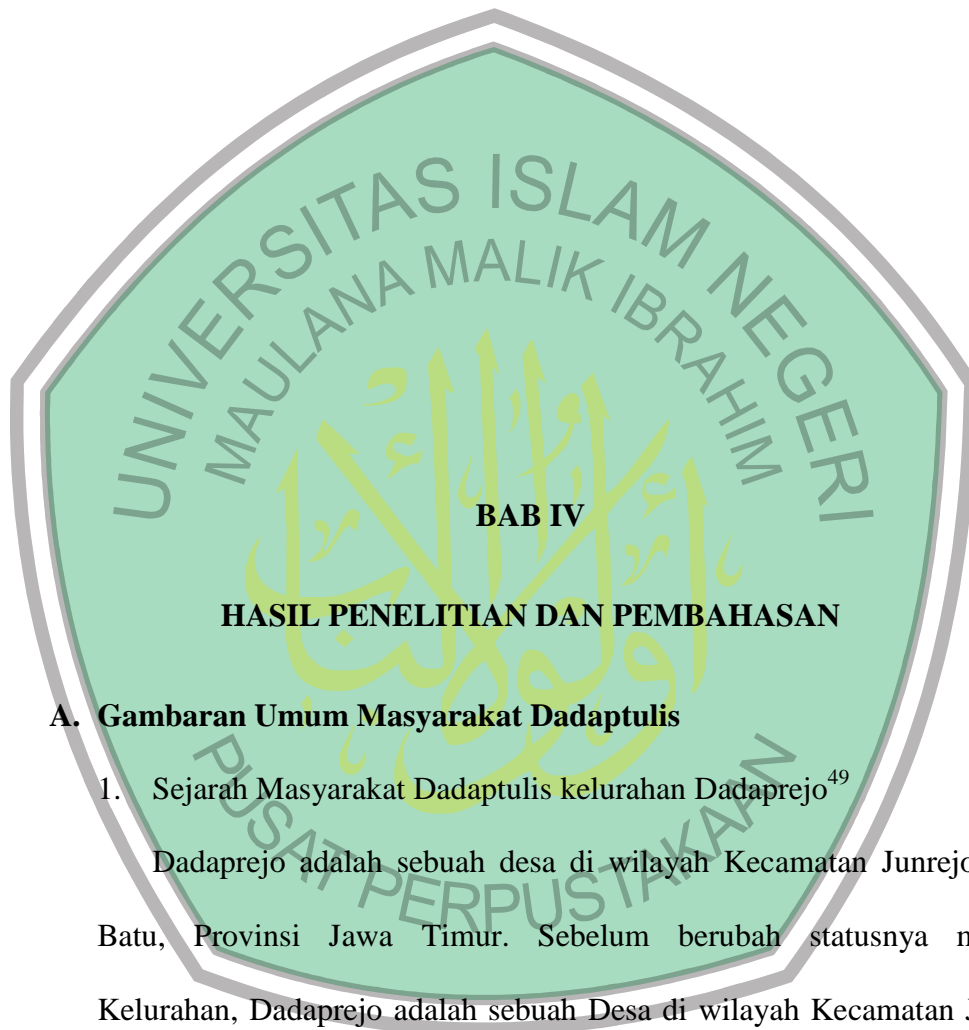 UNIVERSITAS ISLAM NEGERI
MAULANA MALIK IBRAHIM
BAB IV
HASIL PENELITIAN DAN PEMBAHASAN
A. Gambaran Umum Masyarakat Dadaptulis
1. Sejarah Masyarakat Dadaptulis kelurahan Dadaprejo49
Dadaprejo adalah sebuah desa di wilayah Kecamatan Junrejo
Batu, Provinsi Jawa Timur. Sebelum berubah statusnya
Kelurahan, Dadaprejo adalah sebuah Desa di wilayah Kecamatan
PUSAT PERPUSTAKAAN